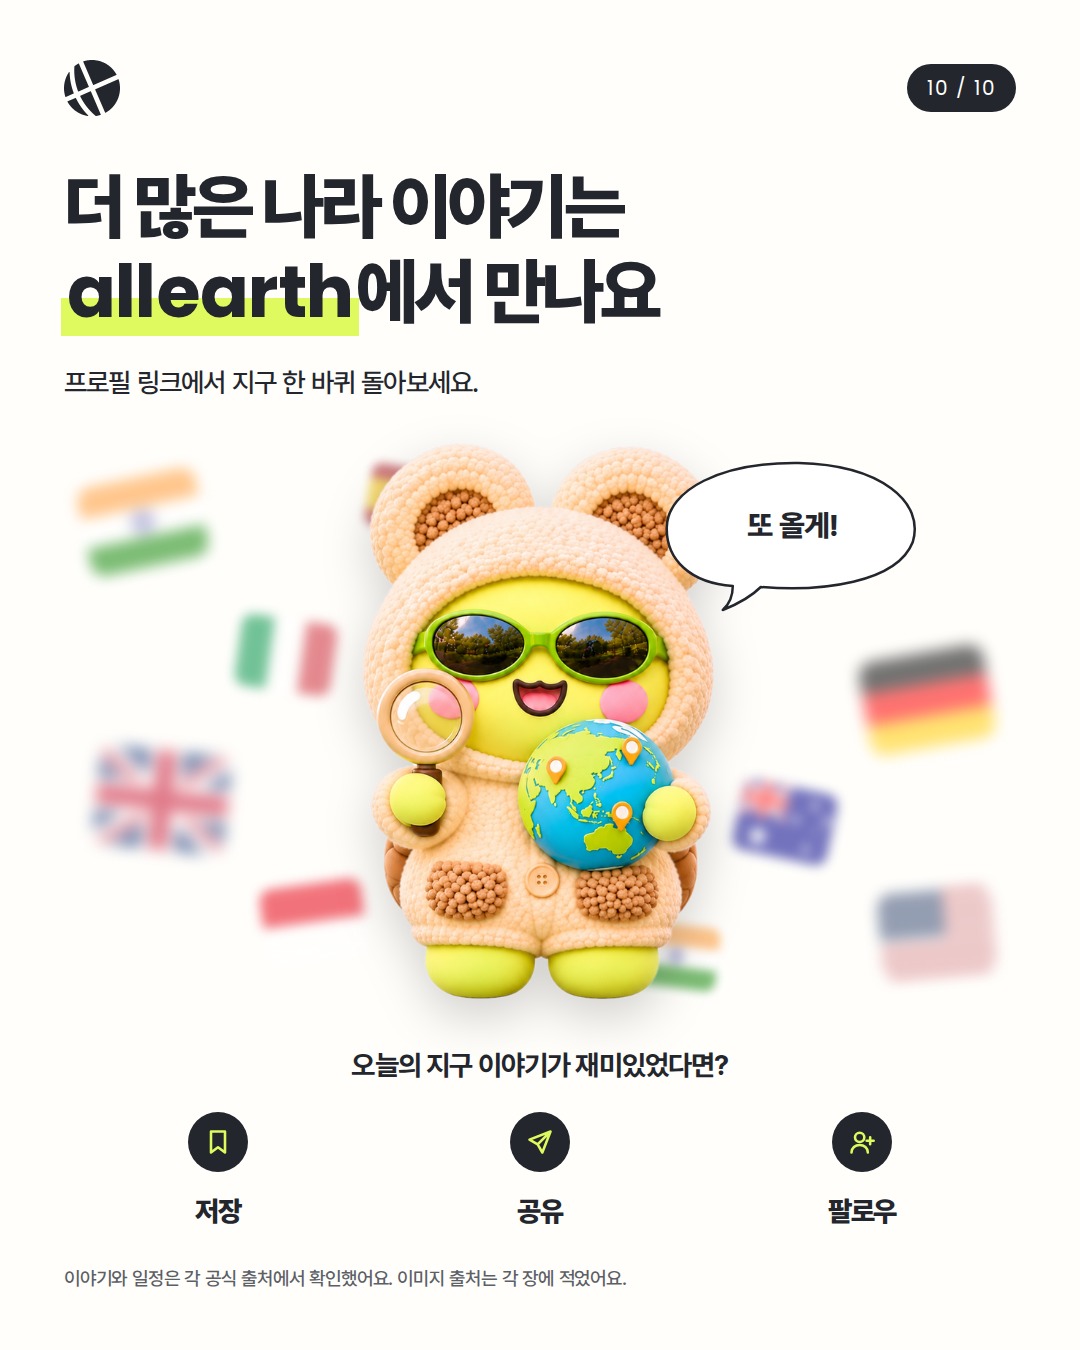 10 / 10
더 많은 나라 이야기는
allearth에서 만나요
프로필 링크에서 지구 한 바퀴 돌아보세요.
또 올게!
오늘의 지구 이야기가 재미있었다면?
저장
공유
팔로우
이야기와 일정은 각 공식 출처에서 확인했어요. 이미지 출처는 각 장에 적었어요.